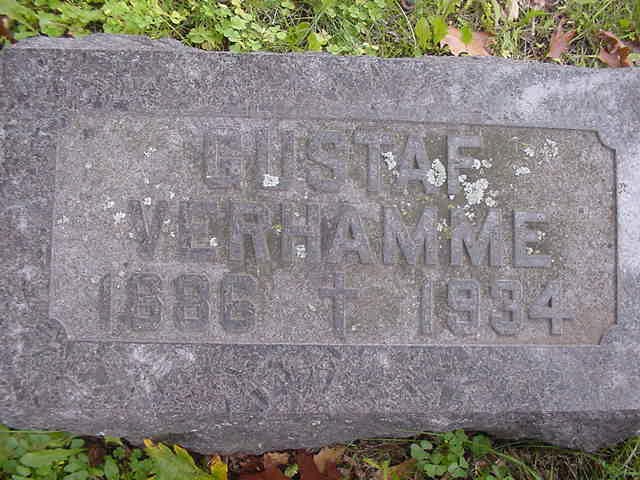 GUSTAF
VERHAMME
1886 † 1934